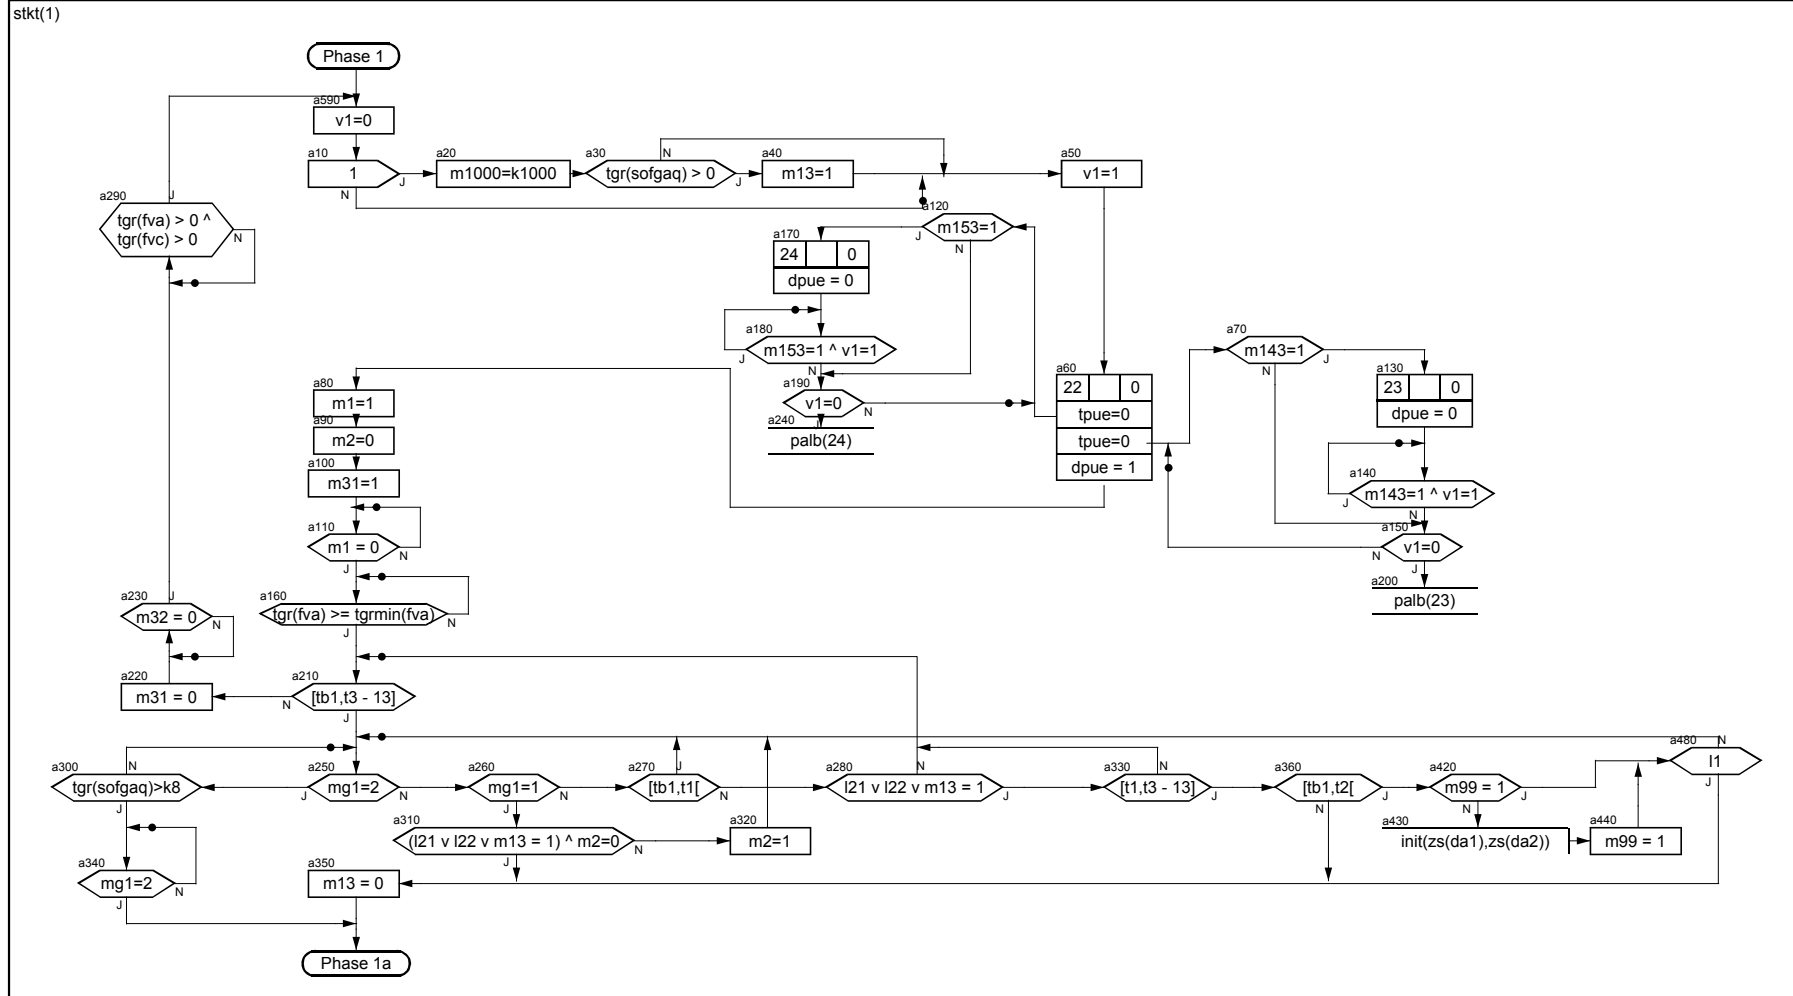 stkt(1)
Phase 1
a590
v1=0
a10
1
J
N
a20
m1000=k1000
a30
N
tgr(sofgaq) > 0
J
a40
m13=1
a50
v1=1
a290
J
tgr(fva) > 0 ^
tgr(fvc) > 0
N
a120
m153=1
J
N
a170
24 0
dpue = 0
a180
m153=1 ^ v1=1
J
N
a190
v1=0
N
J
a240
palb(24)
a60
22 0
tpue=0
tpue=0
dpue = 1
a70
m143=1
J
N
a130
23 0
dpue = 0
a140
m143=1 ^ v1=1
J
N
a150
v1=0
N
J
a200
palb(23)
a80
m1=1
a90
m2=0
a100
m31=1
a110
m1 = 0
N
J
a160
tgr(fva) >= tgrmin(fva)
N
J
a230
J
m32 = 0
N
a220
m31 = 0
a210
[tb1,t3 - 13]
N
J
a300
N
tgr(sofgaq)>k8
J
a250
mg1=2
J
N
a260
mg1=1
J
N
a270
J
[tb1,t1[
N
a280
N
l21 v l22 v m13 = 1
J
a330
N
[t1,t3 - 13]
J
a360
[tb1,t2[
J
N
a420
m99 = 1
J
N
a480
N
l1
J
a310
(l21 v l22 v m13 = 1) ^ m2=0
N
J
a320
m2=1
a430
init(zs(da1),zs(da2))
a440
m99 = 1
a340
mg1=2
N
J
a350
m13 = 0
Phase 1a